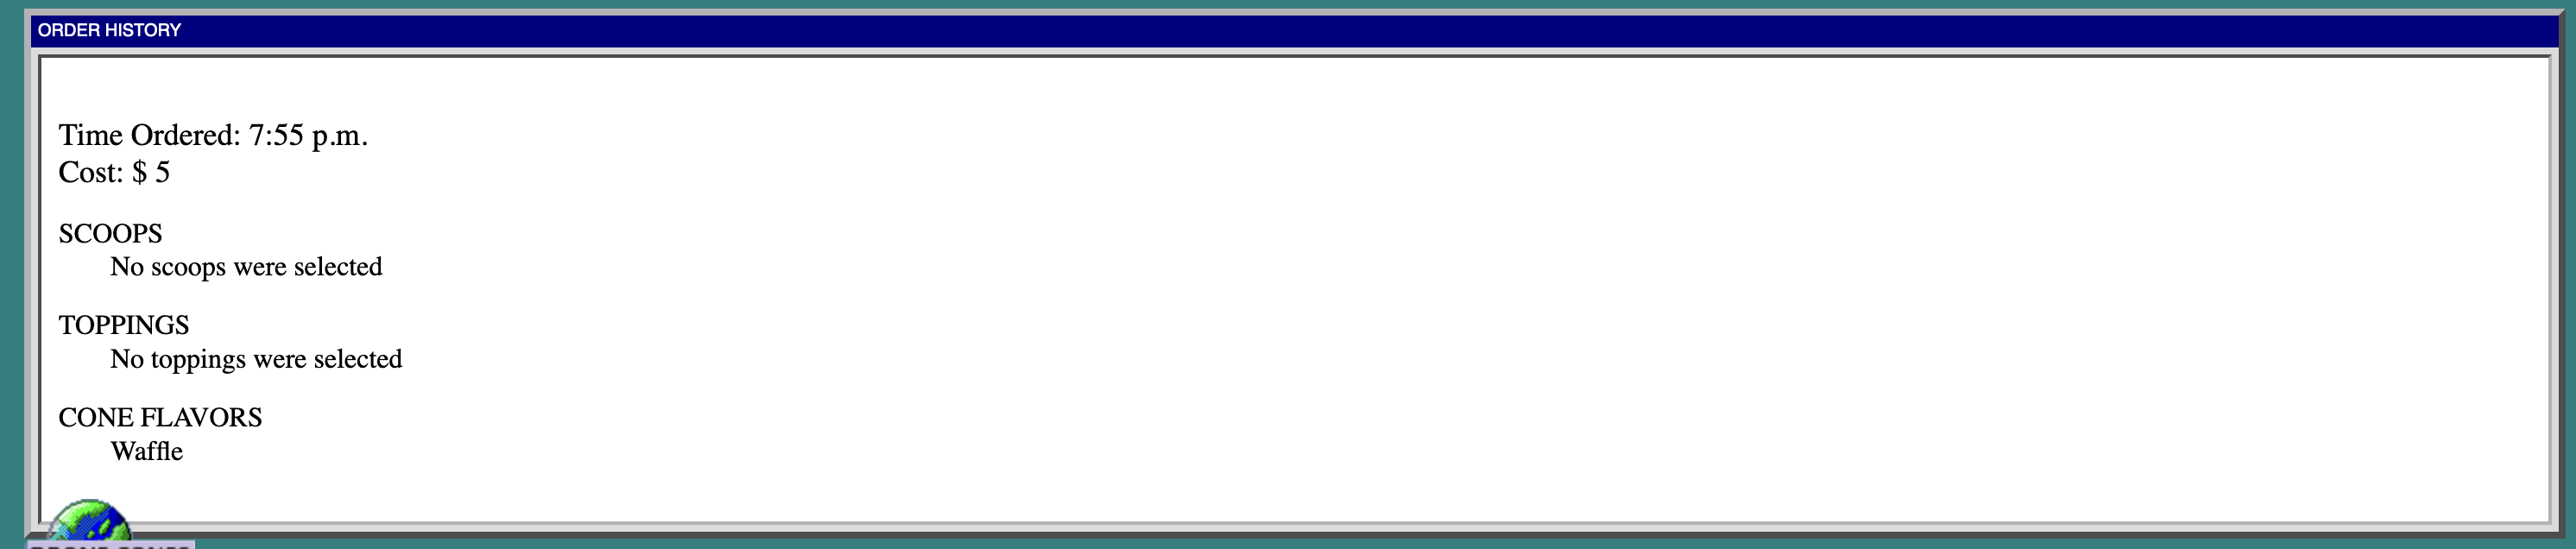 ORDER HISTORY
Time Ordered: 7:55 p.m.
Cost: $ 5
SCOOPS
No scoops were selected
TOPPINGS
No toppings were selected
CONE FLAVORS
Waffle